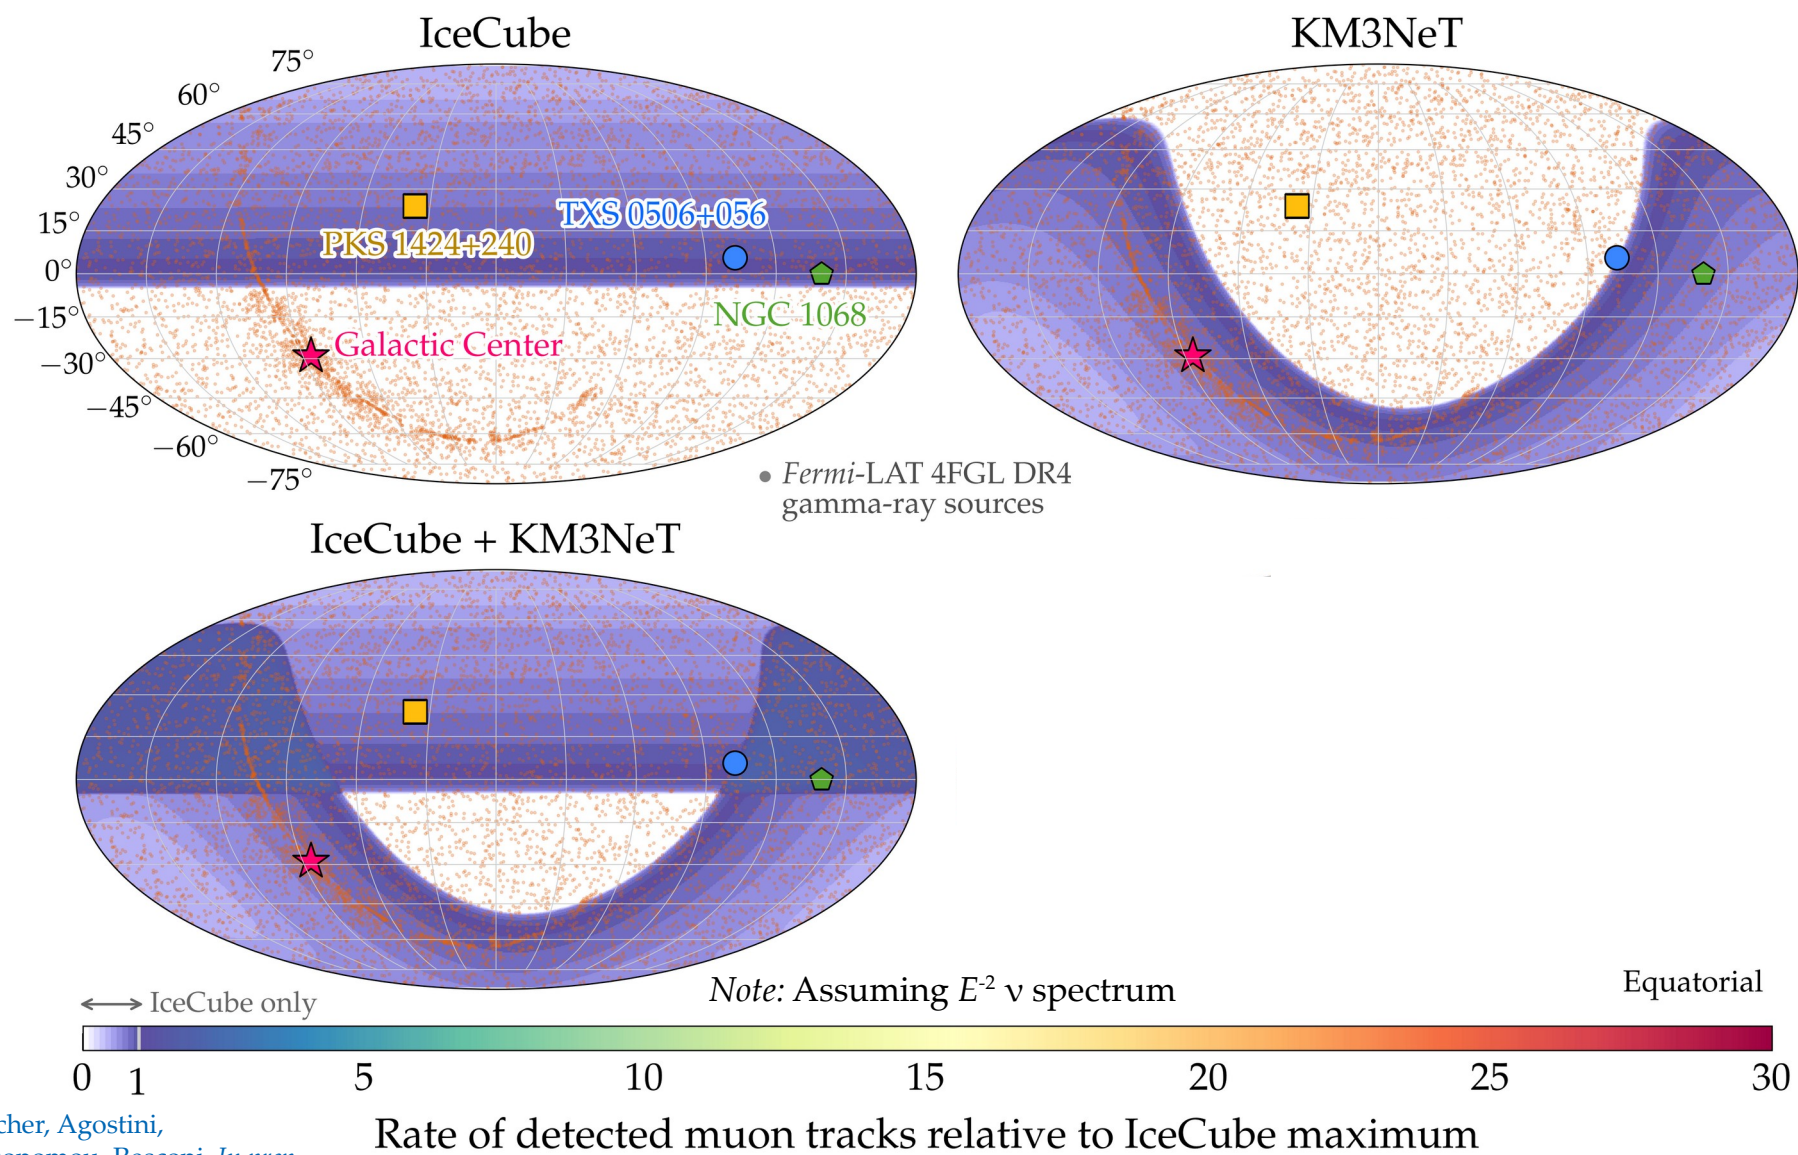 IceCube
KM3NeT
75°
60°
45°
30°
15°
0°
−15°
−30°
−45°
−60°
−75°
TXS 0506+056
PKS 1424+240
NGC 1068
Galactic Center
Fermi-LAT 4FGL DR4
gamma-ray sources
IceCube + KM3NeT
IceCube only
Note: Assuming E⁻² ν spectrum
Equatorial
0 1 5 10 15 20 25 30
Rate of detected muon tracks relative to IceCube maximum
Agostini,